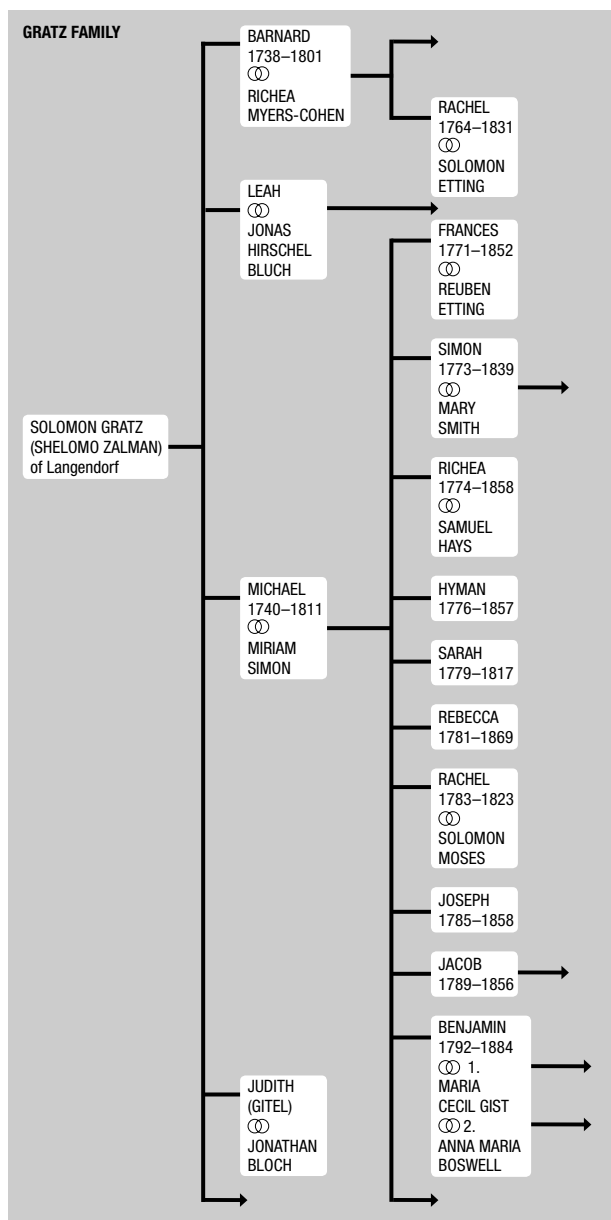 GRATZ FAMILY
BARNARD
1738–1801
RICHEA
MYERS-COHEN
RACHEL
1764–1831
SOLOMON
ETTING
LEAH
JONAS
HIRSCHEL
BLUCH
FRANCES
1771–1852
REUBEN
ETTING
SIMON
1773–1839
MARY
SMITH
SOLOMON GRATZ
(SHELOMO ZALMAN)
of Langendorf
RICHEA
1774–1858
SAMUEL
HAYS
MICHAEL
1740–1811
MIRIAM
SIMON
HYMAN
1776–1857
SARAH
1779–1817
REBECCA
1781–1869
RACHEL
1783–1823
SOLOMON
MOSES
JOSEPH
1785–1858
JACOB
1789–1856
BENJAMIN
1792–1884
1.
MARIA
CECIL GIST
2.
ANNA MARIA
BOSWELL
JUDITH
(GITEL)
JONATHAN
BLOCH